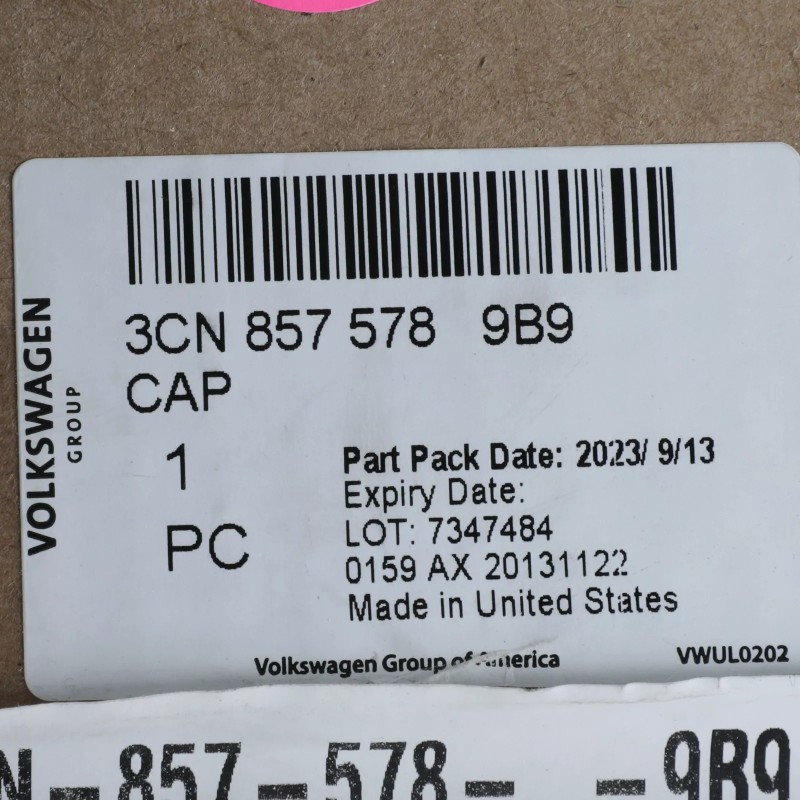 VOLKSWAGEN
GROUP
3CN 857 578 9B9
CAP
1
PC
Part Pack Date: 2023/ 9/13
Expiry Date:
LOT: 7347484
0159 AX 20131122
Made in United States
Volkswagen Group of America
VWUL0202
N-857-578- -9B9